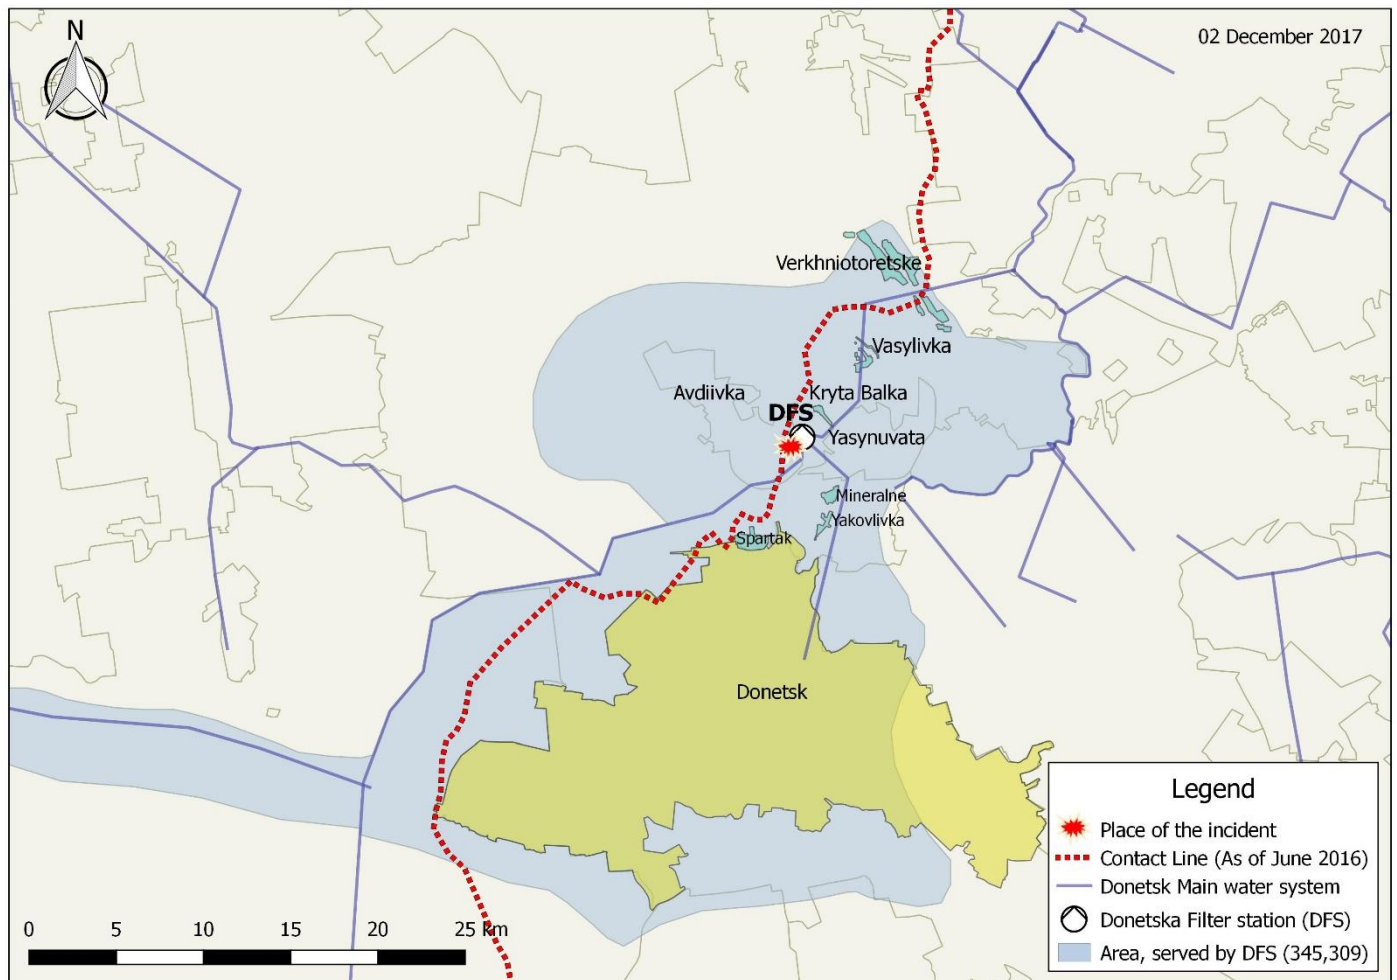 N
02 December 2017
Verkhniotoretske
Vasylivka
Avdiivka
Kryta Balka
DFS
Yasynuvata
Mineralne
Yakovlivka
Spartak
Donetsk
Legend
Place of the incident
Contact Line (As of June 2016)
Donetsk Main water system
Donetska Filter station (DFS)
Area, served by DFS (345,309)
0 5 10 15 20 25 km